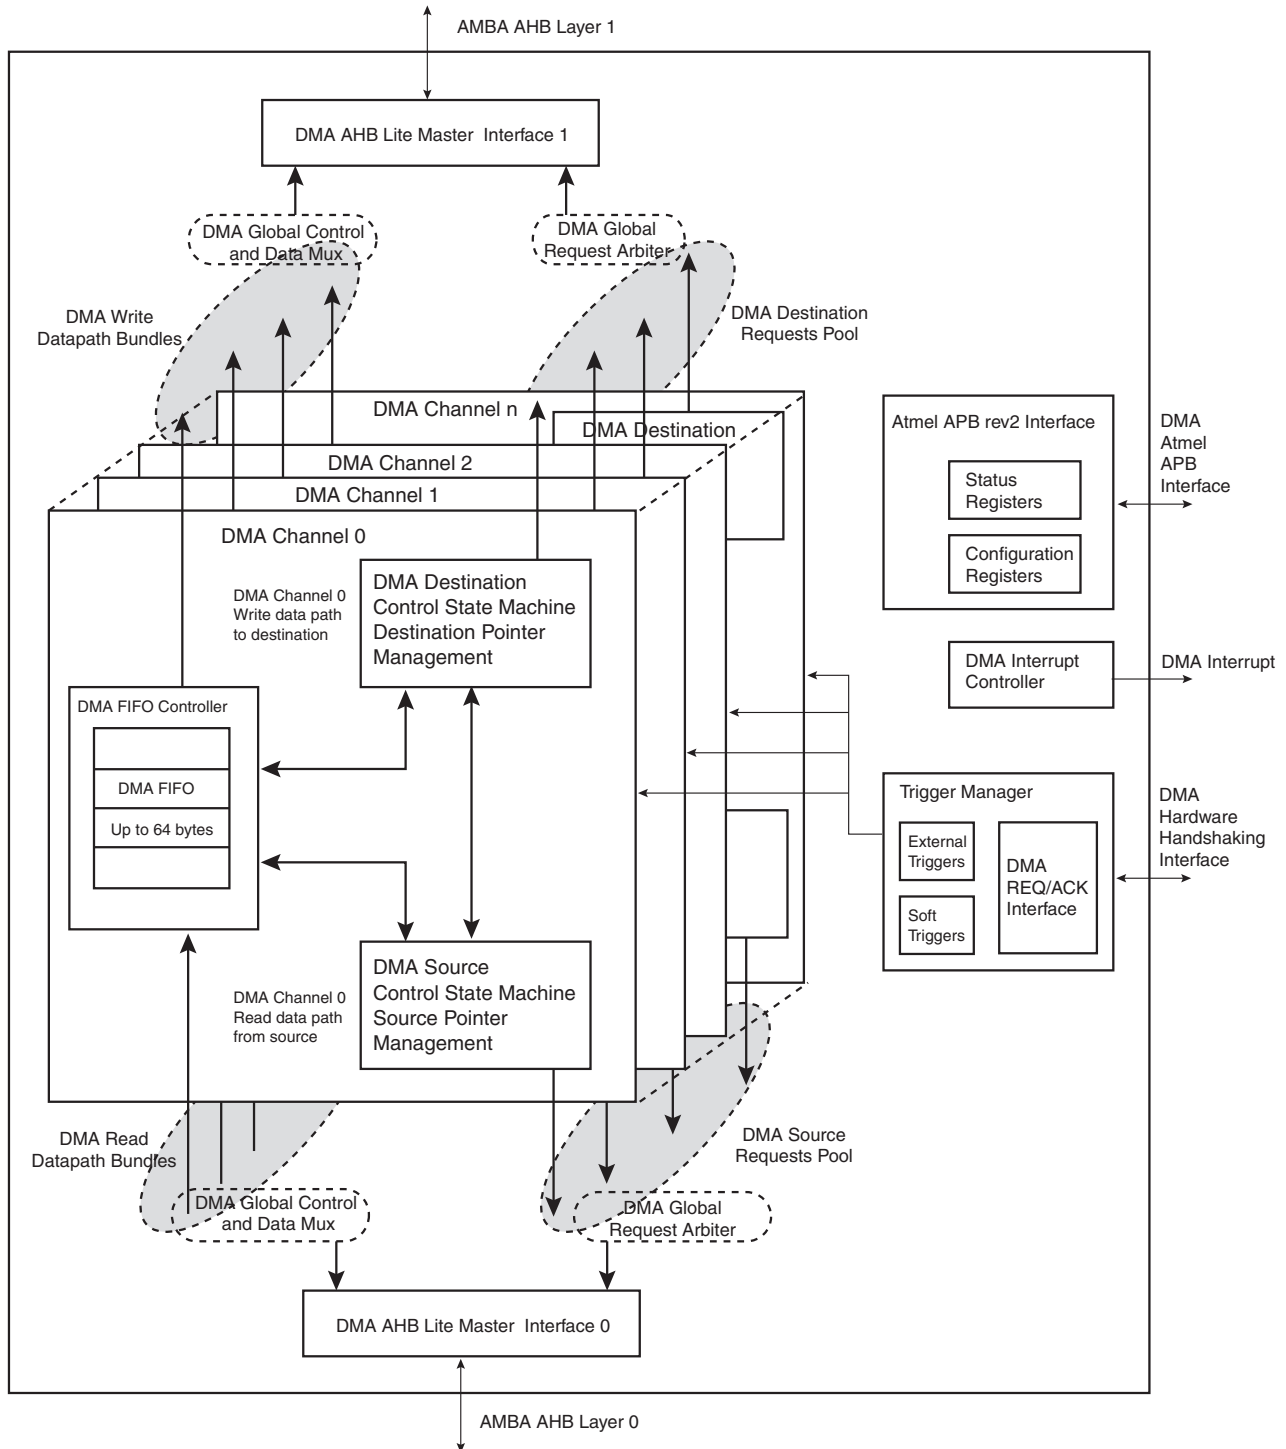 AMBA AHB Layer 1
DMA AHB Lite Master Interface 1
DMA Global Control
and Data Mux
DMA Global
Request Arbiter
DMA Write
Datapath Bundles
DMA Destination
Requests Pool
DMA Channel n
DMA Destination
DMA Channel 2
DMA Channel 1
DMA Channel 0
DMA Destination
Control State Machine
Destination Pointer
Management
DMA Channel 0
Write data path
to destination
DMA FIFO Controller
DMA FIFO
Up to 64 bytes
DMA Source
Control State Machine
Source Pointer
Management
DMA Channel 0
Read data path
from source
Atmel APB rev2 Interface
Status
Registers
Configuration
Registers
DMA
Atmel
APB
Interface
DMA Interrupt
Controller
DMA Interrupt
Trigger Manager
External
Triggers
Soft
Triggers
DMA
REQ/ACK
Interface
DMA
Hardware
Handshaking
Interface
DMA Read
Datapath Bundles
DMA Source
Requests Pool
DMA Global Control
and Data Mux
DMA Global
Request Arbiter
DMA AHB Lite Master Interface 0
AMBA AHB Layer 0